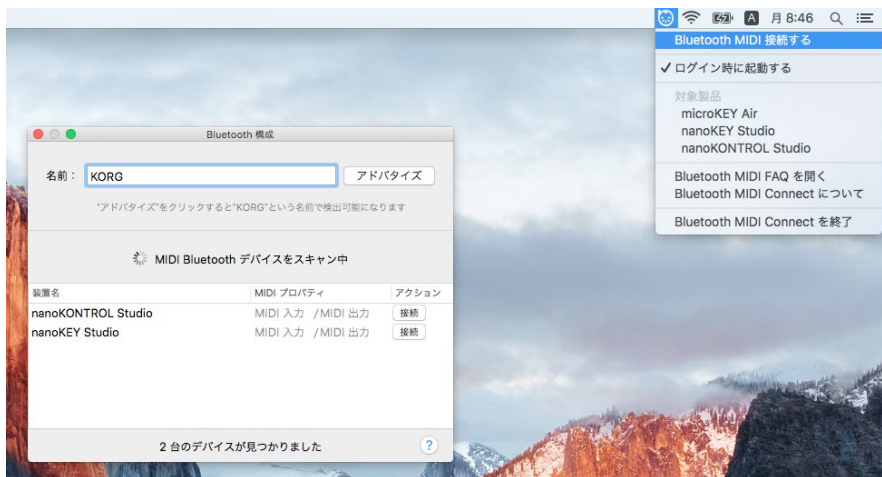 A 月 8:46
Bluetooth MIDI 接続する
✓ ログイン時に起動する
対象製品
microKEY Air
nanoKEY Studio
nanoKONTROL Studio
Bluetooth MIDI FAQ を開く
Bluetooth MIDI Connect について
Bluetooth MIDI Connect を終了
Bluetooth 構成
名前： KORG アドバタイズ
"アドバタイズ"をクリックすると"KORG"という名前で検出可能になります
MIDI Bluetooth デバイスをスキャン中
装置名 MIDI プロパティ アクション
nanoKONTROL Studio MIDI 入力 / MIDI 出力 接続
nanoKEY Studio MIDI 入力 / MIDI 出力 接続
2 台のデバイスが見つかりました ?